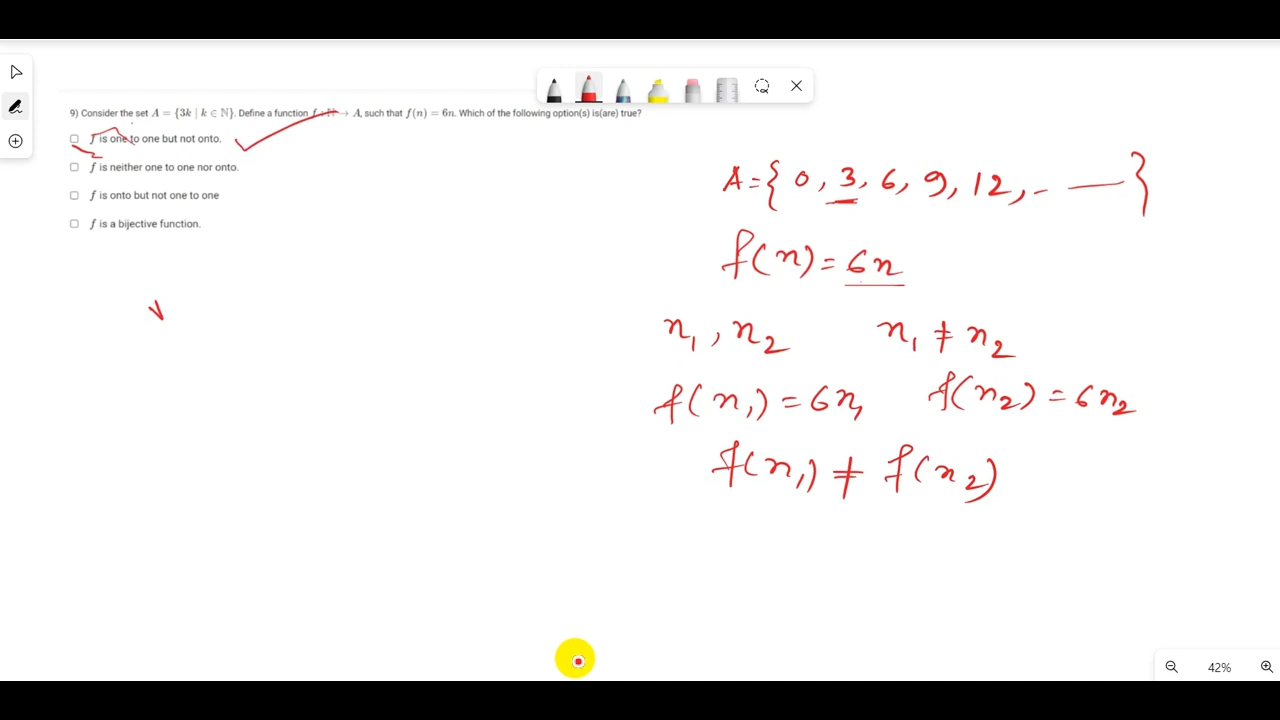 9) Consider the set A = {3k | k ∈ ℕ}. Define a function f : ℕ → A, such that f(n) = 6n. Which of the following option(s) is(are) true?
f is one to one but not onto.
f is neither one to one nor onto.
f is onto but not one to one
f is a bijective function.
A={ 0, 3, 6, 9, 12, - — }
f(n) = 6n
n₁, n₂ n₁ ≠ n₂
f(n₁) = 6n₁ f(n₂) = 6n₂
f(n₁) ≠ f(n₂)
42%